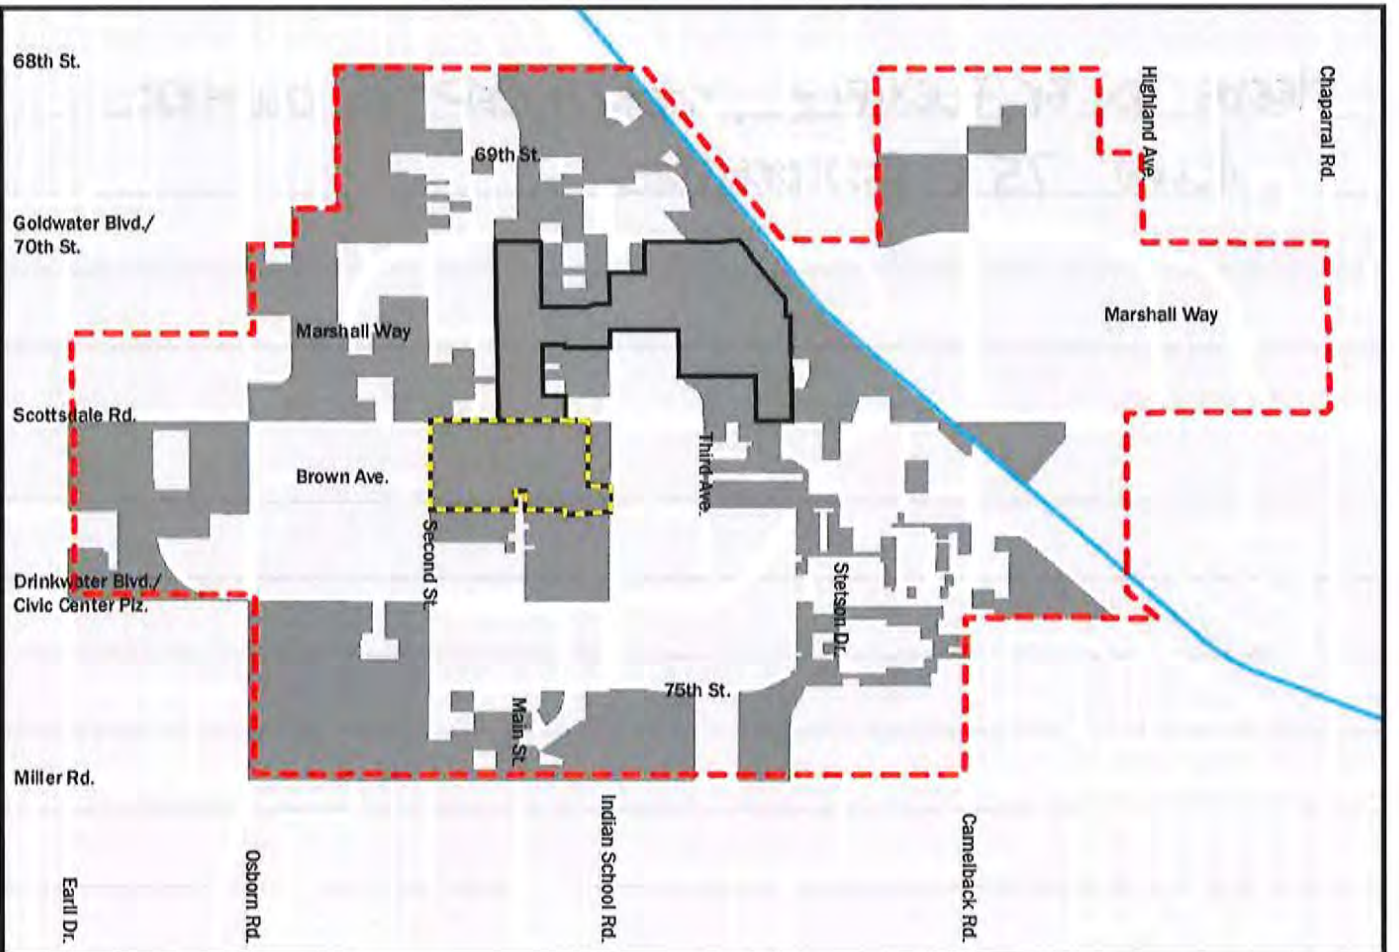 68th St.
Highland Ave.
Chaparral Rd.
69th St.
Goldwater Blvd./
70th St.
Marshall Way
Marshall Way
Scottsdale Rd.
Brown Ave.
Third Ave.
Second St.
Stetson Dr.
Drinkwater Blvd./
Civic Center Plz.
75th St.
Main St.
Miller Rd.
Indian School Rd.
Camelback Rd.
Osborn Rd.
Earll Dr.